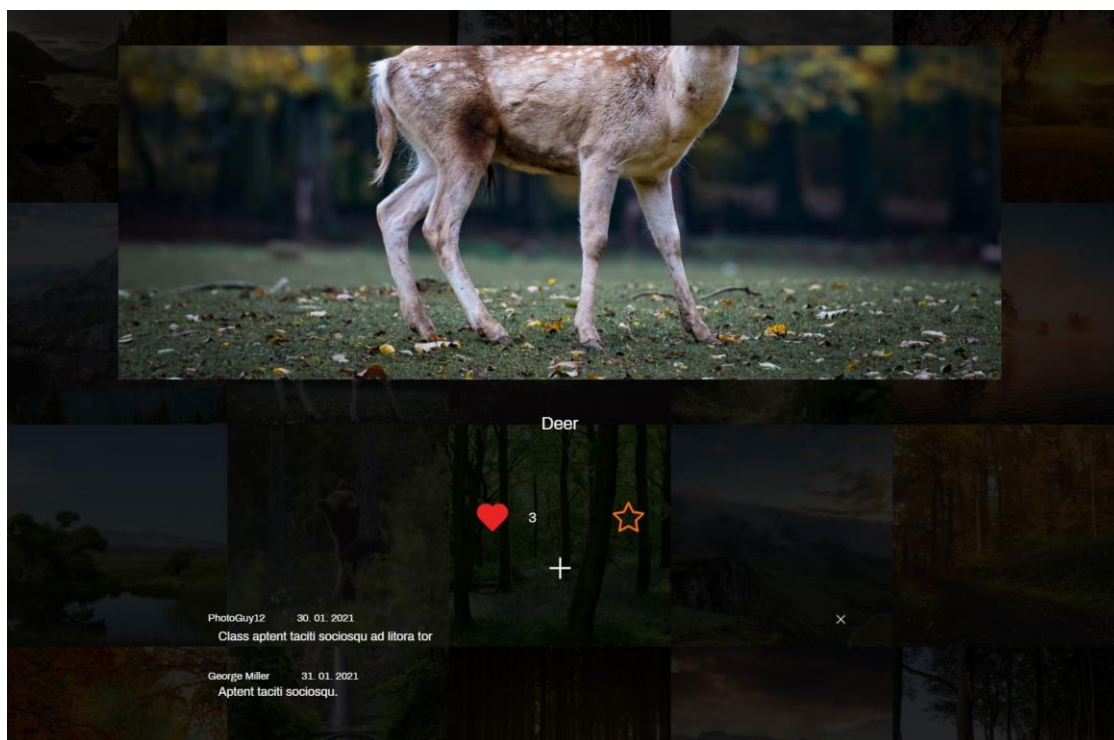 Deer
3
PhotoGuy12 30. 01. 2021
Class aptent taciti sociosqu ad litora tor
George Miller 31. 01. 2021
Aptent taciti sociosqu.